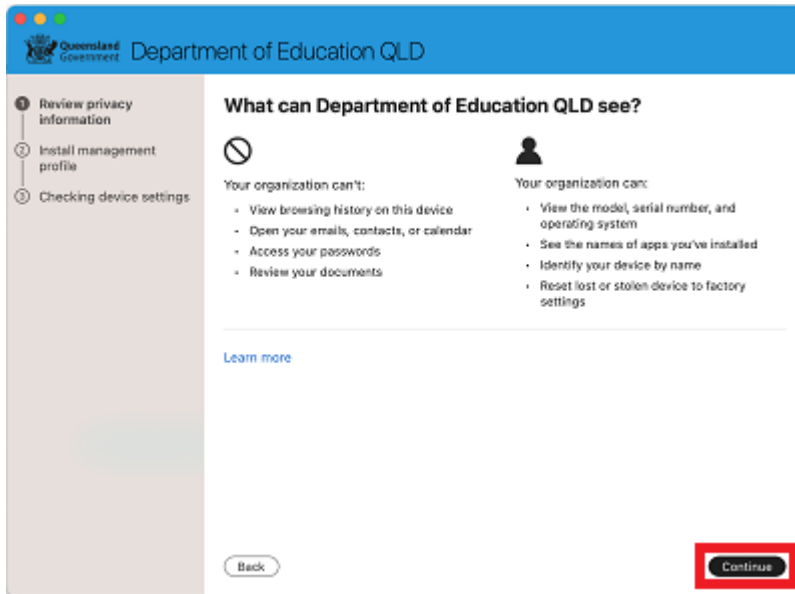 Queensland
Government
Department of Education QLD
1 Review privacy
information
2 Install management
profile
3 Checking device settings
What can Department of Education QLD see?
Your organization can't:
• View browsing history on this device
• Open your emails, contacts, or calendar
• Access your passwords
• Review your documents
Your organization can:
• View the model, serial number, and
operating system
• See the names of apps you've installed
• Identify your device by name
• Reset lost or stolen device to factory
settings
Learn more
Back
Continue